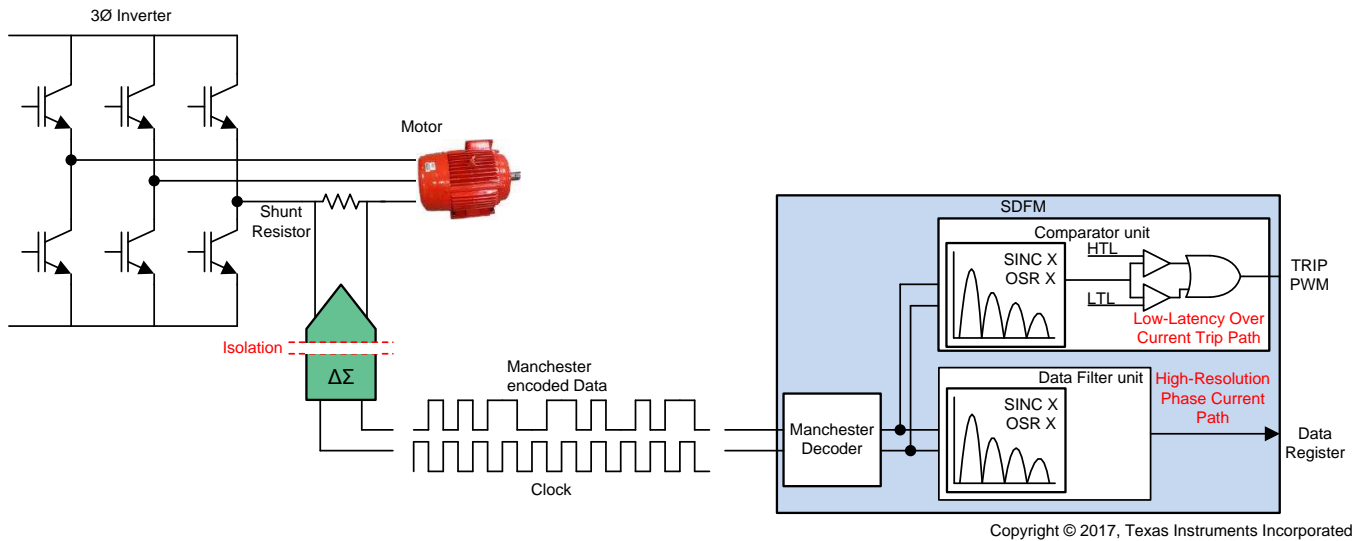 3Ø Inverter
Motor
Shunt
Resistor
Isolation
ΔΣ
Manchester
encoded Data
Clock
SDFM
Manchester
Decoder
Comparator unit
SINC X
OSR X
HTL
LTL
Low-Latency Over
Current Trip Path
TRIP
PWM
Data Filter unit
SINC X
OSR X
High-Resolution
Phase Current
Path
Data
Register
Copyright © 2017, Texas Instruments Incorporated